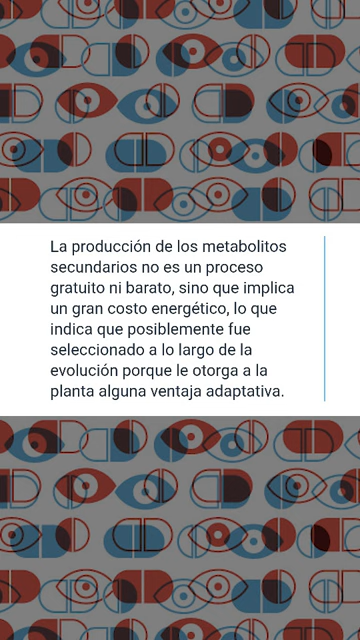 La producción de los metabolitos
secundarios no es un proceso
gratuito ni barato, sino que implica
un gran costo energético, lo que
indica que posiblemente fue
seleccionado a lo largo de la
evolución porque le otorga a la
planta alguna ventaja adaptativa.